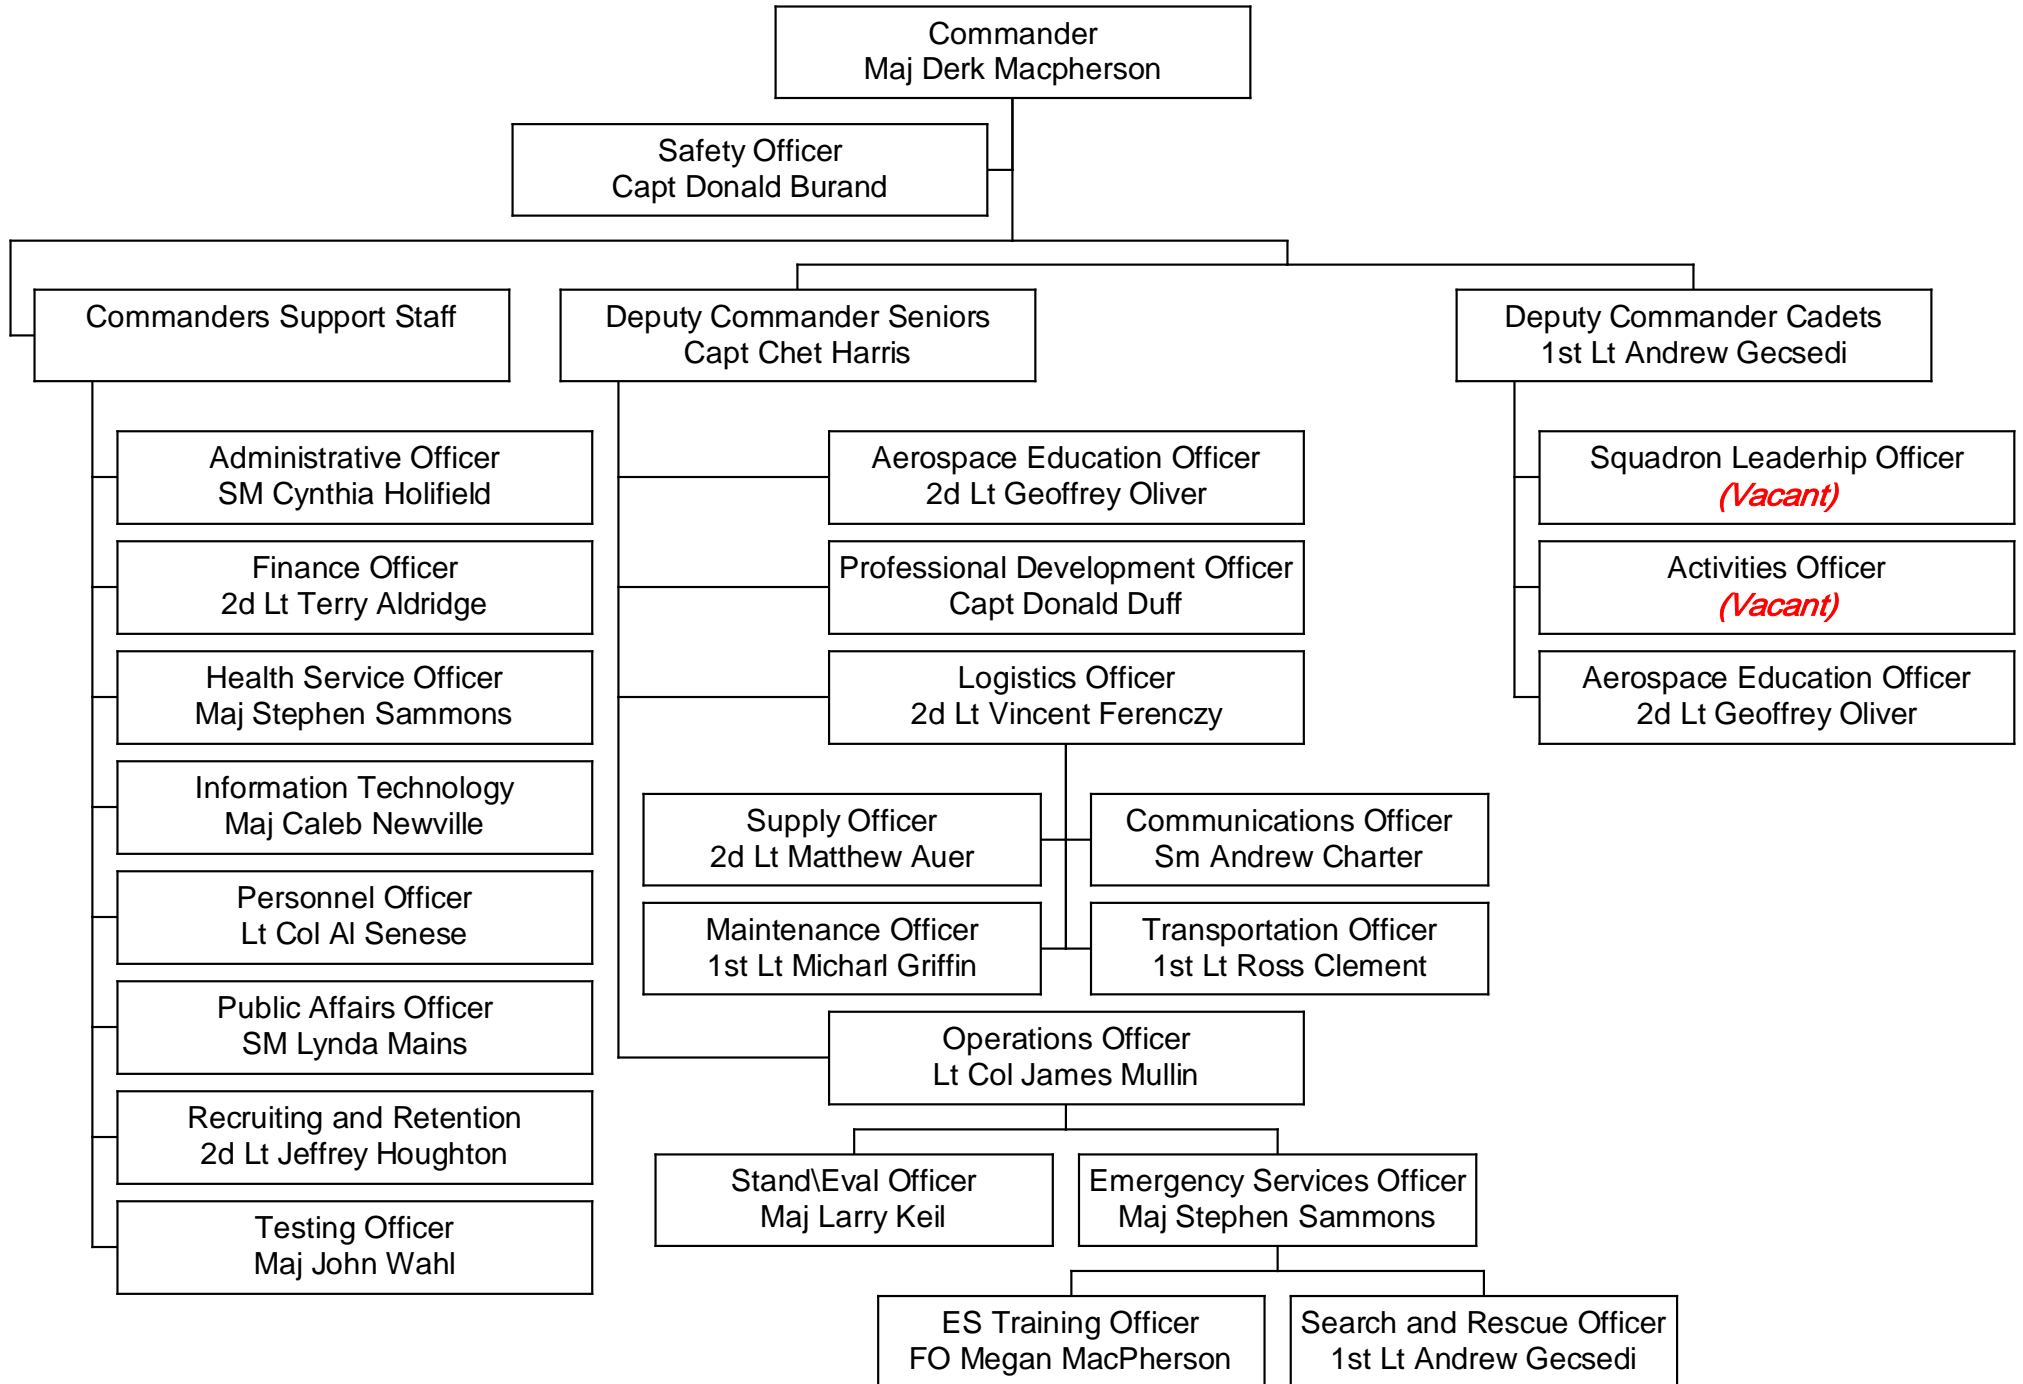 Commander
Maj Derk Macpherson
Safety Officer
Capt Donald Burand
Commanders Support Staff
Deputy Commander Seniors
Capt Chet Harris
Deputy Commander Cadets
1st Lt Andrew Gecsedi
Administrative Officer
SM Cynthia Holifield
Finance Officer
2d Lt Terry Aldridge
Health Service Officer
Maj Stephen Sammons
Information Technology
Maj Caleb Newville
Personnel Officer
Lt Col Al Senese
Public Affairs Officer
SM Lynda Mains
Recruiting and Retention
2d Lt Jeffrey Houghton
Testing Officer
Maj John Wahl
Aerospace Education Officer
2d Lt Geoffrey Oliver
Professional Development Officer
Capt Donald Duff
Logistics Officer
2d Lt Vincent Ferenczy
Supply Officer
2d Lt Matthew Auer
Communications Officer
Sm Andrew Charter
Maintenance Officer
1st Lt Micharl Griffin
Transportation Officer
1st Lt Ross Clement
Operations Officer
Lt Col James Mullin
Stand\Eval Officer
Maj Larry Keil
Emergency Services Officer
Maj Stephen Sammons
ES Training Officer
FO Megan MacPherson
Search and Rescue Officer
1st Lt Andrew Gecsedi
Squadron Leaderhip Officer
(Vacant)
Activities Officer
(Vacant)
Aerospace Education Officer
2d Lt Geoffrey Oliver